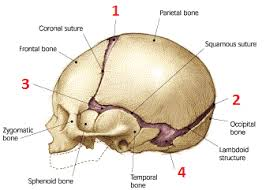 1
Parietal bone
Coronal suture
Squamous suture
Frontal bone
3
2
Zygomatic
bone
Occipital
bone
Lambdoid
structure
Sphenoid bone
Temporal
bone
4